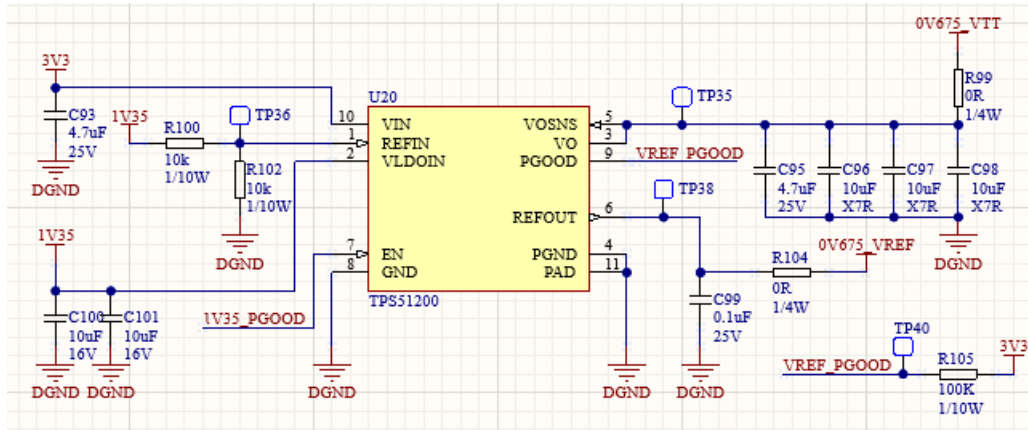 0V675_VTT
3V3
C93
4.7uF
25V
DGND
1V35
R100
10k
1/10W
TP36
R102
10k
1/10W
DGND
U20
10
VIN
1
REFIN
2
VLDOIN
7
EN
8
GND
VOSNS
5
VO
3
PGOOD
9
REFOUT
6
PGND
4
PAD
11
TPS51200
TP35
VREF_PGOOD
R99
0R
1/4W
C95
4.7uF
25V
C96
10uF
X7R
C97
10uF
X7R
C98
10uF
X7R
DGND
TP38
0V675_VREF
R104
0R
1/4W
C99
0.1uF
25V
DGND
DGND
1V35
C100
10uF
16V
DGND
C101
10uF
16V
DGND
1V35_PGOOD
DGND
TP40
VREF_PGOOD
R105
100K
1/10W
3V3